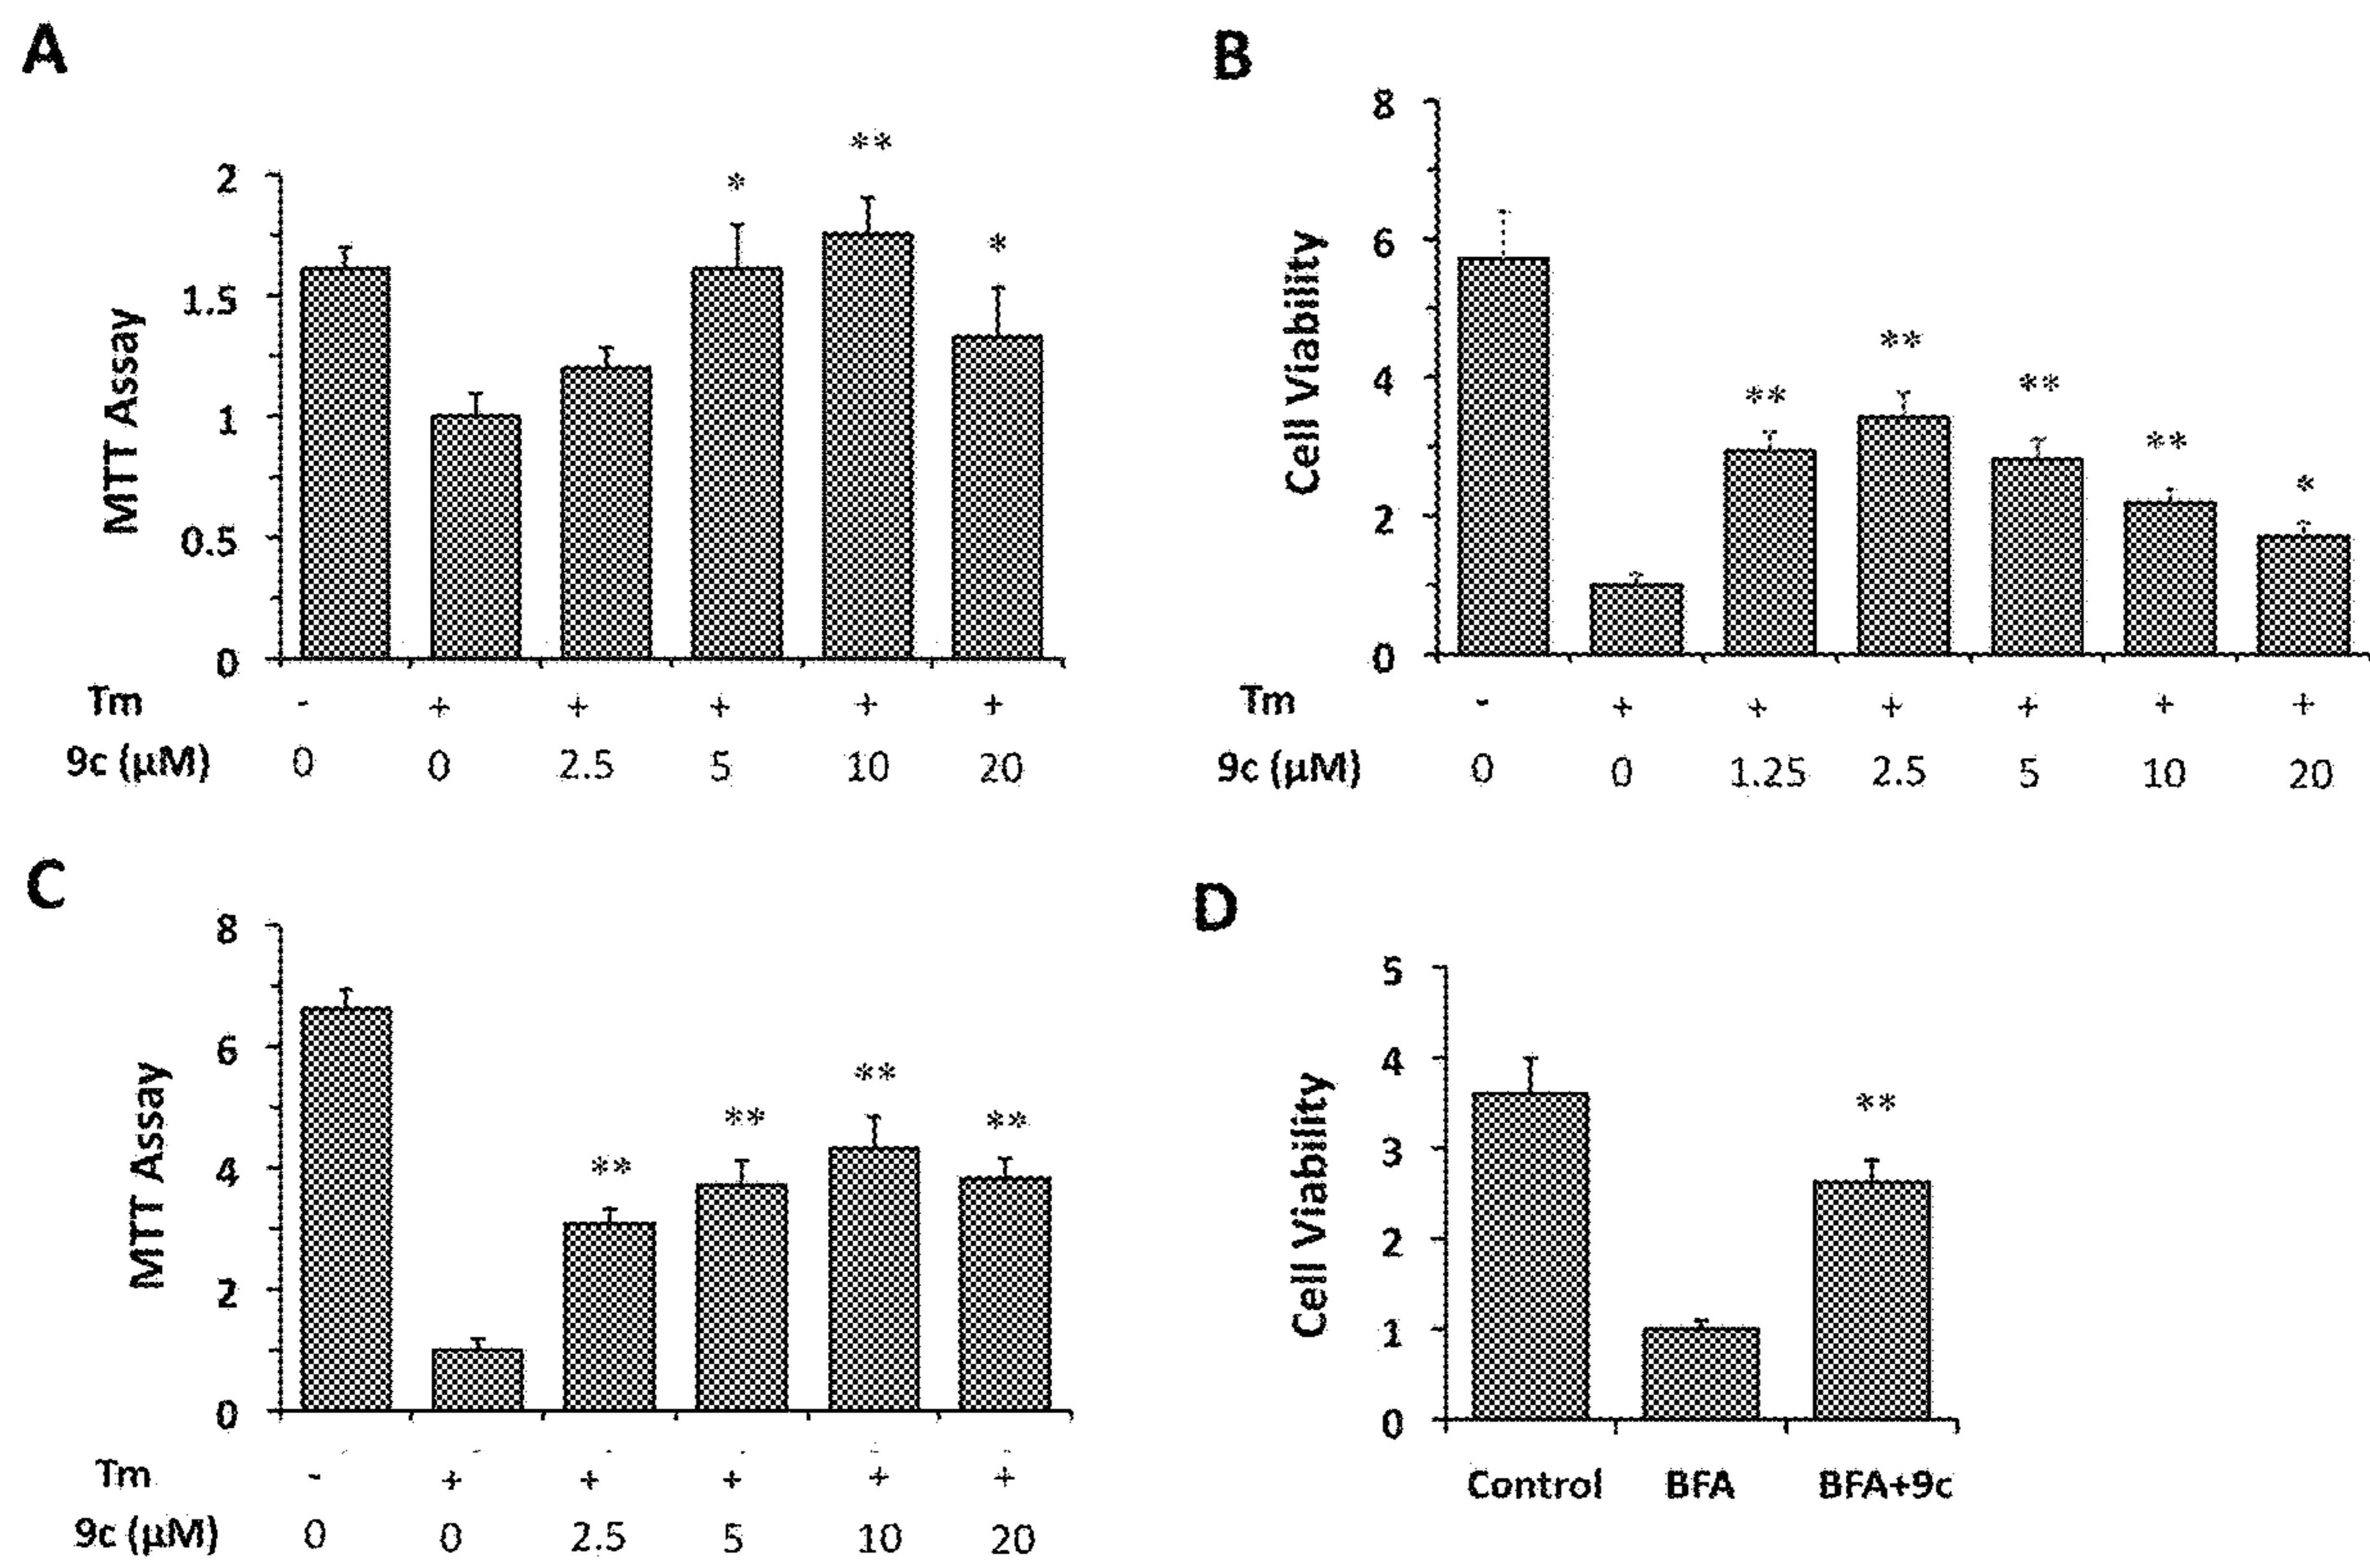 A
MTT Assay
2
1.5
1
0.5
0
* ** *
Tm - + + + + +
9c (µM) 0 0 2.5 5 10 20
B
Cell Viability
8
6
4
2
0
** ** ** ** *
Tm - + + + + + +
9c (µM) 0 0 1.25 2.5 5 10 20
C
MTT Assay
8
6
4
2
0
** ** ** **
Tm - + + + + +
9c (µM) 0 0 2.5 5 10 20
D
Cell Viability
5
4
3
2
1
0
**
Control BFA BFA+9c